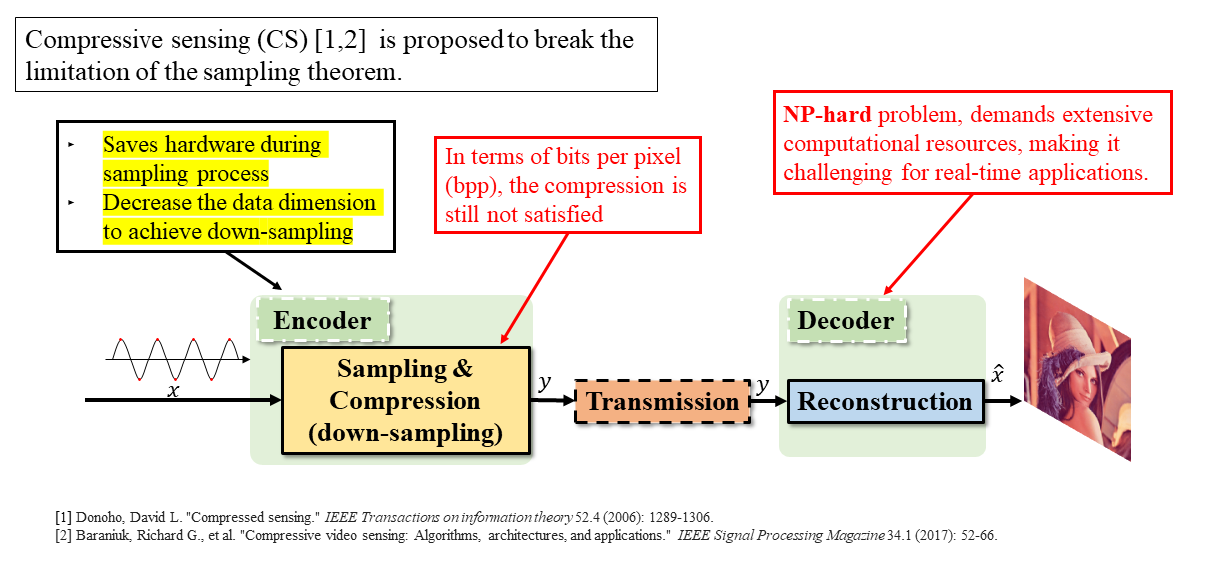 Compressive sensing (CS) [1,2] is proposed to break the
limitation of the sampling theorem.
‣ Saves hardware during
sampling process
‣ Decrease the data dimension
to achieve down-sampling
In terms of bits per pixel
(bpp), the compression is
still not satisfied
NP-hard problem, demands extensive
computational resources, making it
challenging for real-time applications.
Encoder
Decoder
x
Sampling &
Compression
(down-sampling)
y
Transmission
y
Reconstruction
x̂
[1] Donoho, David L. "Compressed sensing." IEEE Transactions on information theory 52.4 (2006): 1289-1306.
[2] Baraniuk, Richard G., et al. "Compressive video sensing: Algorithms, architectures, and applications." IEEE Signal Processing Magazine 34.1 (2017): 52-66.